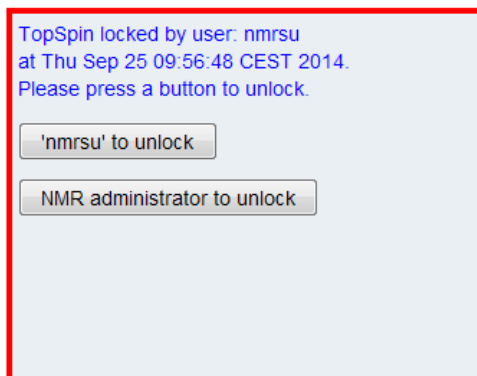 TopSpin locked by user: nmrsu
at Thu Sep 25 09:56:48 CEST 2014.
Please press a button to unlock.
'nmrsu' to unlock
NMR administrator to unlock